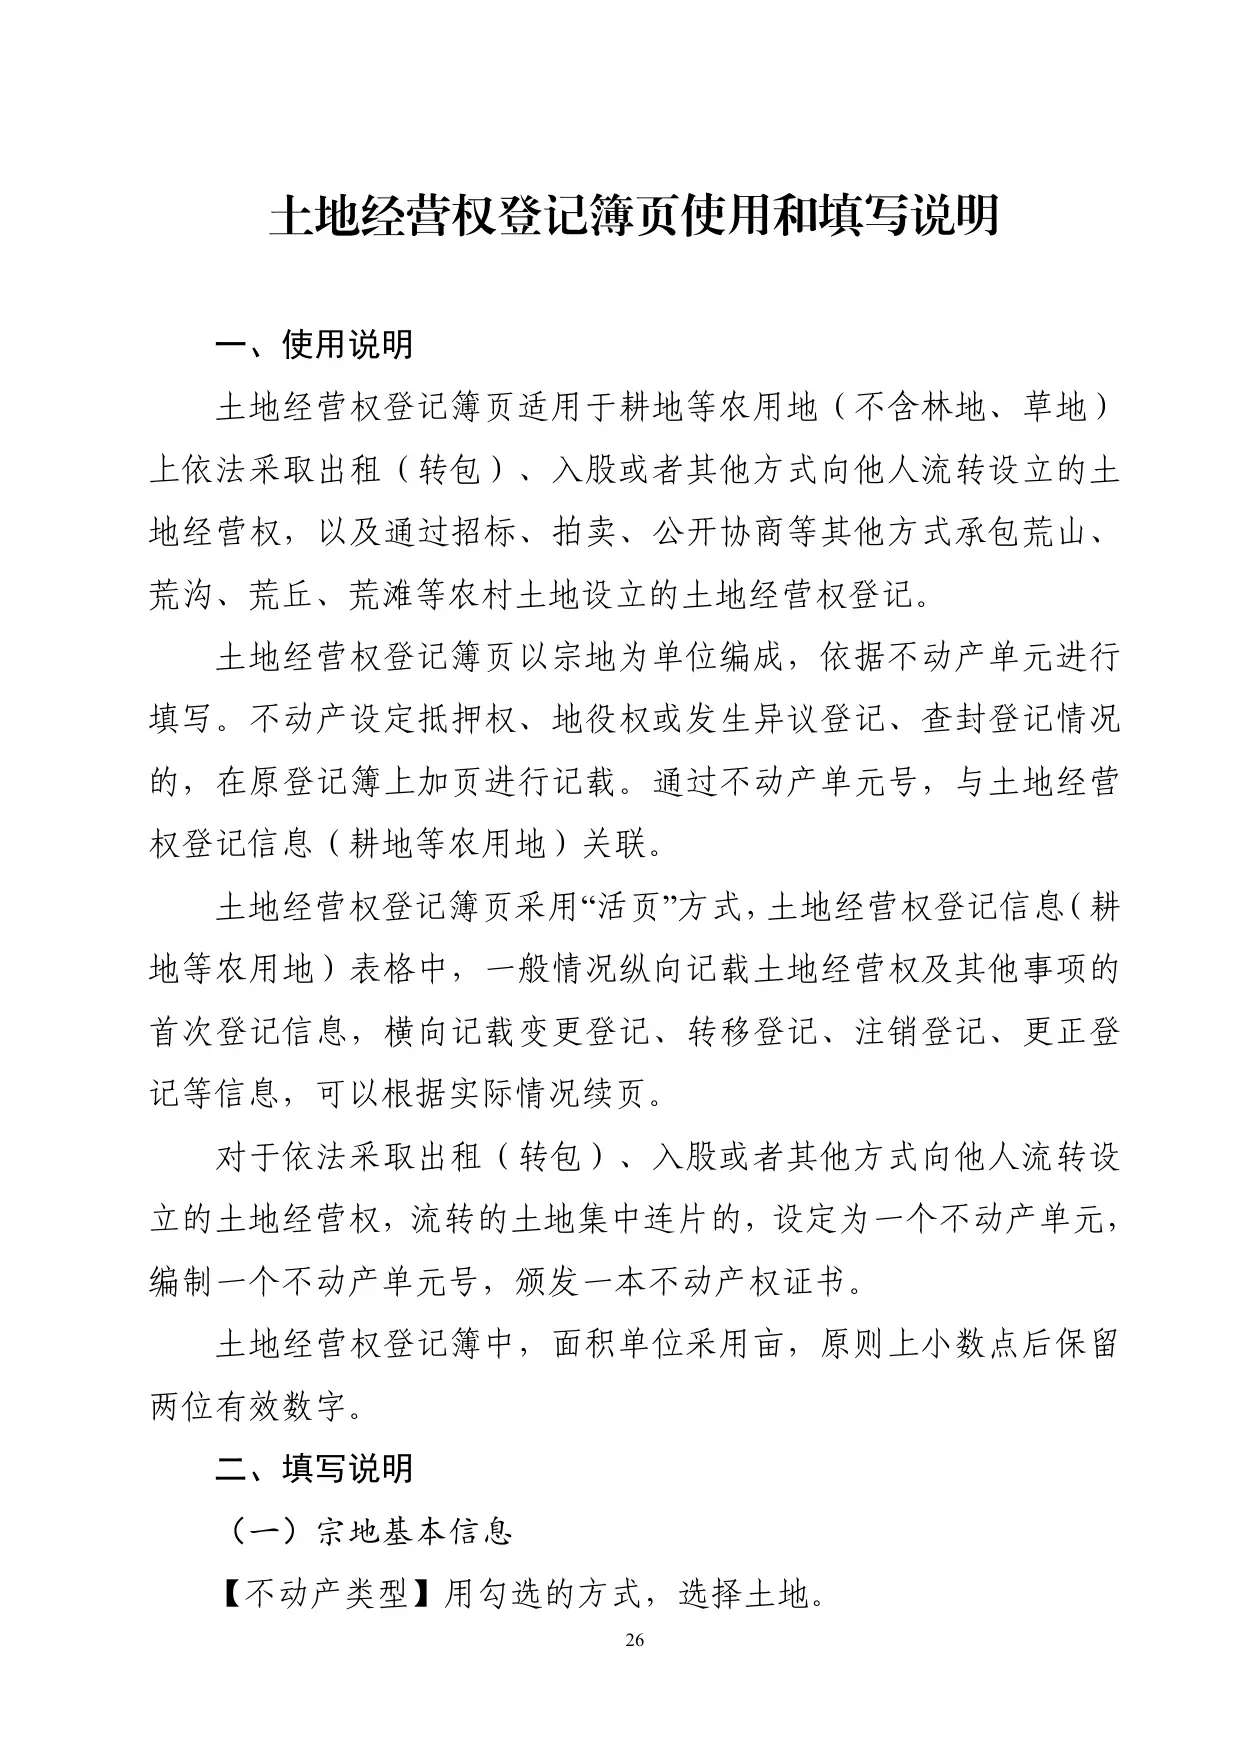 土地经营权登记簿页使用和填写说明
一、使用说明
土地经营权登记簿页适用于耕地等农用地（不含林地、草地）
上依法采取出租（转包）、入股或者其他方式向他人流转设立的土
地经营权，以及通过招标、拍卖、公开协商等其他方式承包荒山、
荒沟、荒丘、荒滩等农村土地设立的土地经营权登记。
土地经营权登记簿页以宗地为单位编成，依据不动产单元进行
填写。不动产设定抵押权、地役权或发生异议登记、查封登记情况
的，在原登记簿上加页进行记载。通过不动产单元号，与土地经营
权登记信息（耕地等农用地）关联。
土地经营权登记簿页采用“活页”方式，土地经营权登记信息（耕
地等农用地）表格中，一般情况纵向记载土地经营权及其他事项的
首次登记信息，横向记载变更登记、转移登记、注销登记、更正登
记等信息，可以根据实际情况续页。
对于依法采取出租（转包）、入股或者其他方式向他人流转设
立的土地经营权，流转的土地集中连片的，设定为一个不动产单元，
编制一个不动产单元号，颁发一本不动产权证书。
土地经营权登记簿中，面积单位采用亩，原则上小数点后保留
两位有效数字。
二、填写说明
（一）宗地基本信息
【不动产类型】用勾选的方式，选择土地。
26